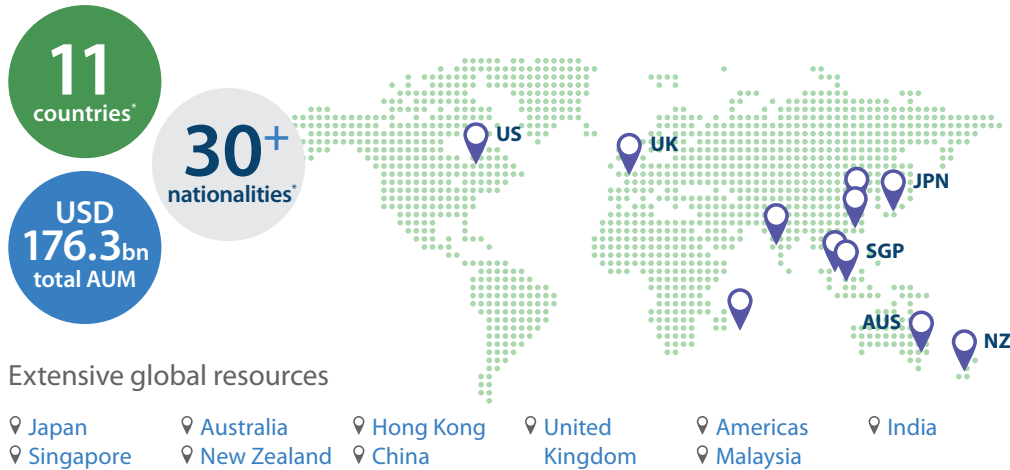 11
countries*
30+
nationalities*
USD
176.3bn
total AUM
US
UK
JPN
SGP
AUS
NZ
Extensive global resources
Japan
Singapore
Australia
New Zealand
Hong Kong
China
United
Kingdom
Americas
Malaysia
India